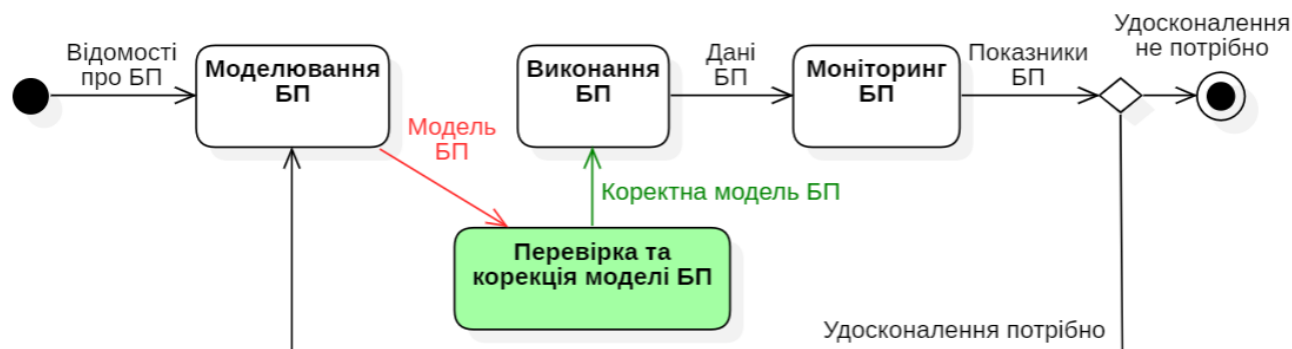 Відомості
про БП
Моделювання
БП
Модель
БП
Перевірка та
корекція моделі БП
Коректна модель БП
Виконання
БП
Дані
БП
Моніторинг
БП
Показники
БП
Удосконалення
не потрібно
Удосконалення потрібно